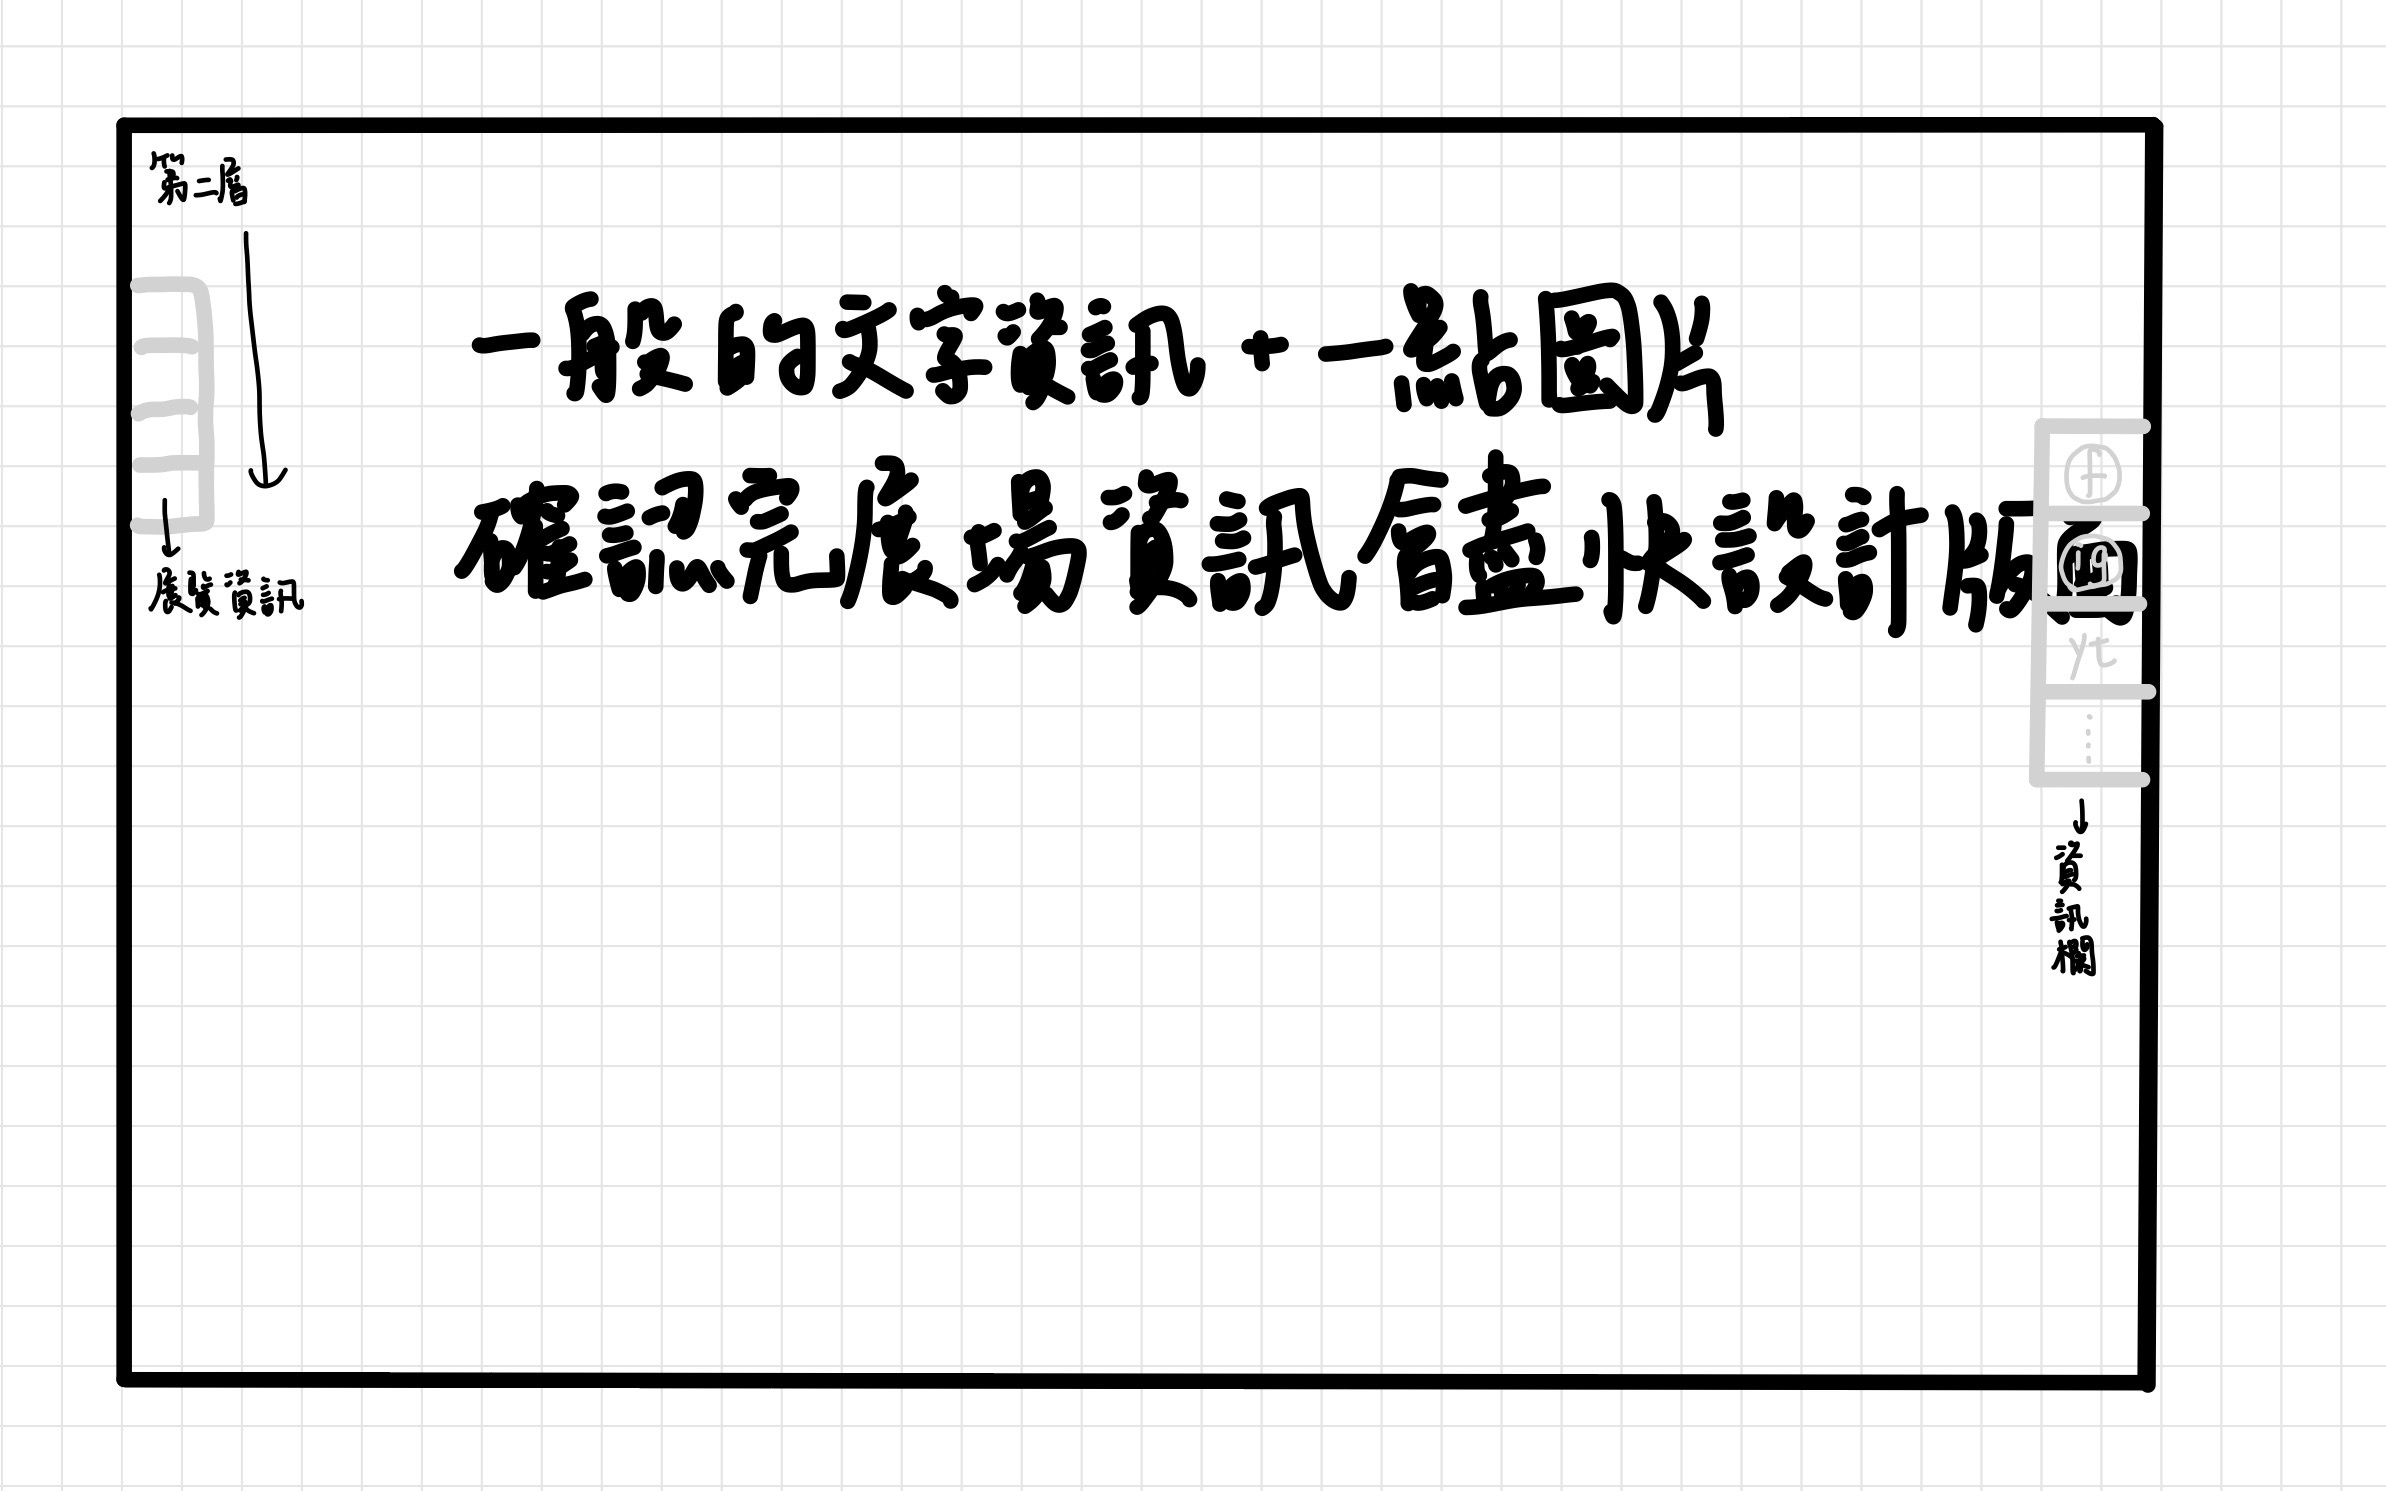 第二層
一般的文字資訊 + 一點圖片
確認完展場資訊會盡快設計版面
展覽資訊
f
ig
yt
資訊欄